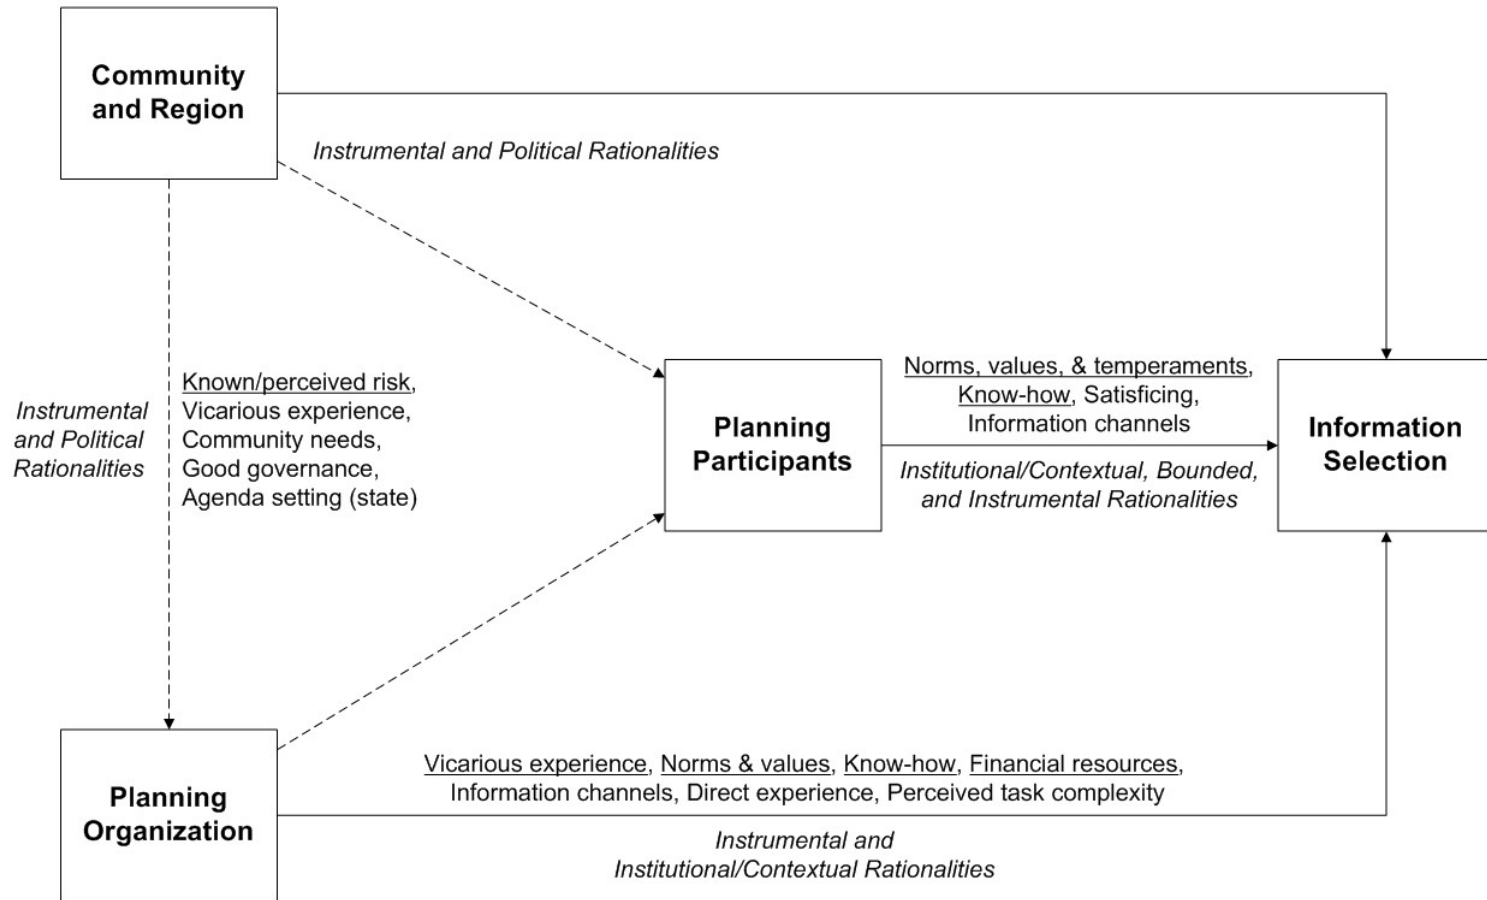 Community
and Region
Instrumental and Political Rationalities
Instrumental
and Political
Rationalities
Known/perceived risk,
Vicarious experience,
Community needs,
Good governance,
Agenda setting (state)
Planning
Participants
Norms, values, & temperaments,
Know-how, Satisficing,
Information channels
Institutional/Contextual, Bounded,
and Instrumental Rationalities
Information
Selection
Planning
Organization
Vicarious experience, Norms & values, Know-how, Financial resources,
Information channels, Direct experience, Perceived task complexity
Instrumental and
Institutional/Contextual Rationalities